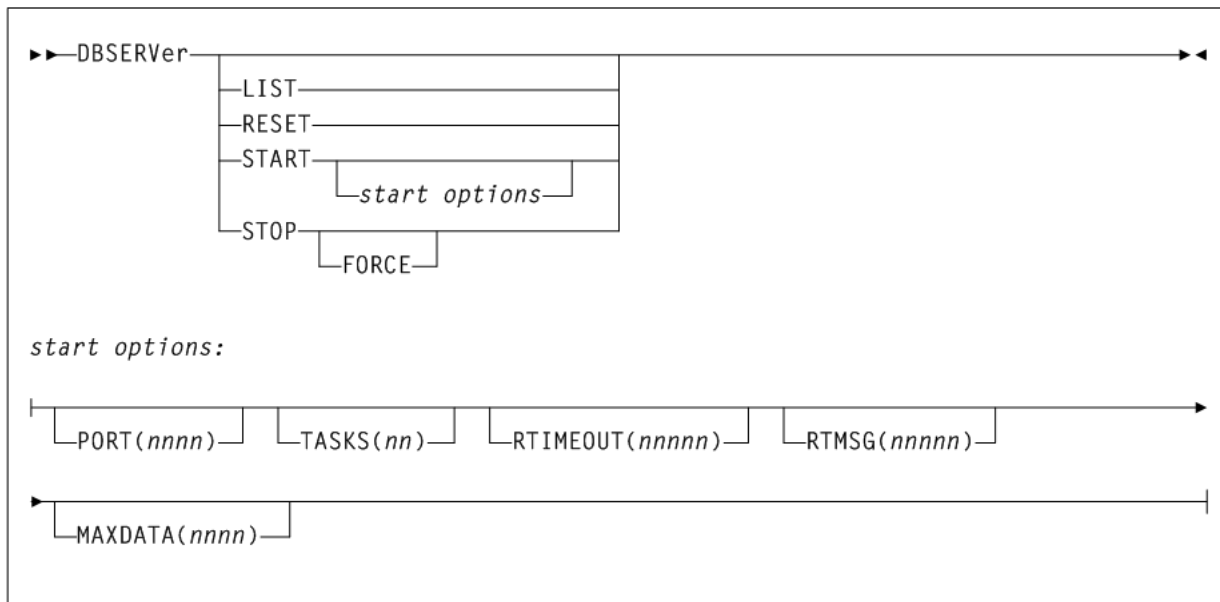 DBSERVer
LIST
RESET
START
start options
STOP
FORCE
start options:
PORT(nnnn) TASKS(nn) RTIMEOUT(nnnnn) RTMSG(nnnnn)
MAXDATA(nnnn)